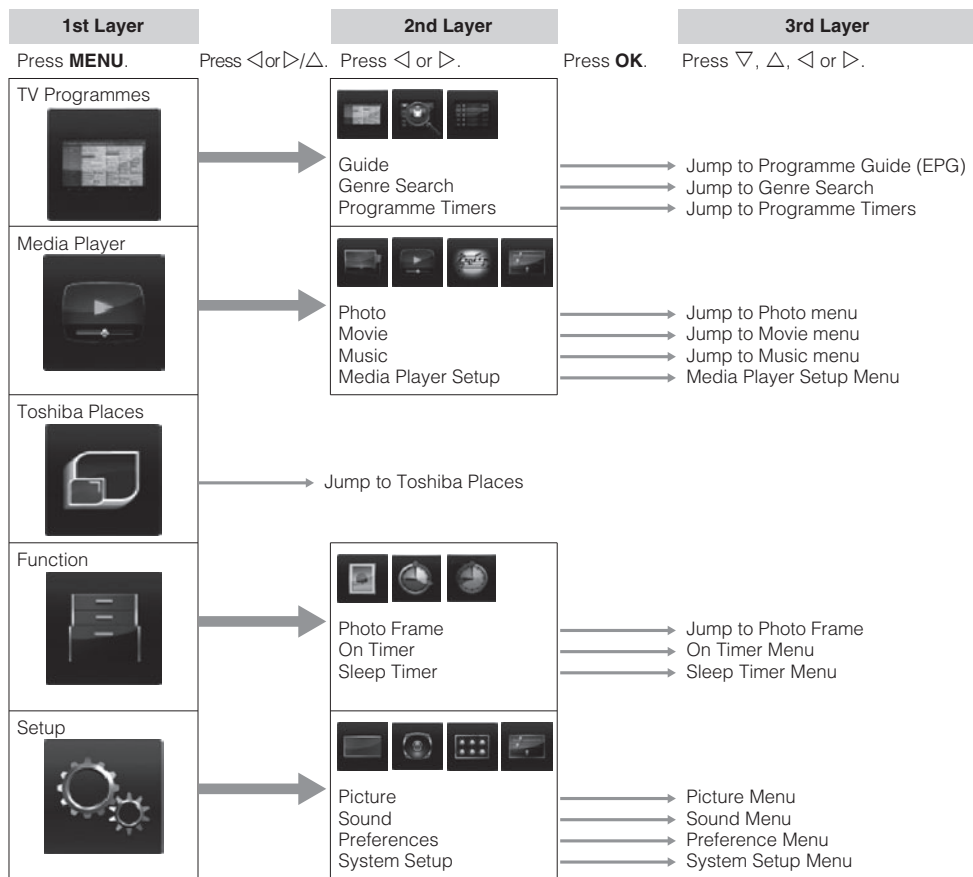 1st Layer
2nd Layer
3rd Layer
Press MENU.
Press ◁or▷/△.
Press ◁ or ▷.
Press OK.
Press ▽, △, ◁ or ▷.
TV Programmes
Guide
Genre Search
Programme Timers
Jump to Programme Guide (EPG)
Jump to Genre Search
Jump to Programme Timers
Media Player
Photo
Movie
Music
Media Player Setup
Jump to Photo menu
Jump to Movie menu
Jump to Music menu
Media Player Setup Menu
Toshiba Places
Jump to Toshiba Places
Function
Photo Frame
On Timer
Sleep Timer
Jump to Photo Frame
On Timer Menu
Sleep Timer Menu
Setup
Picture
Sound
Preferences
System Setup
Picture Menu
Sound Menu
Preference Menu
System Setup Menu